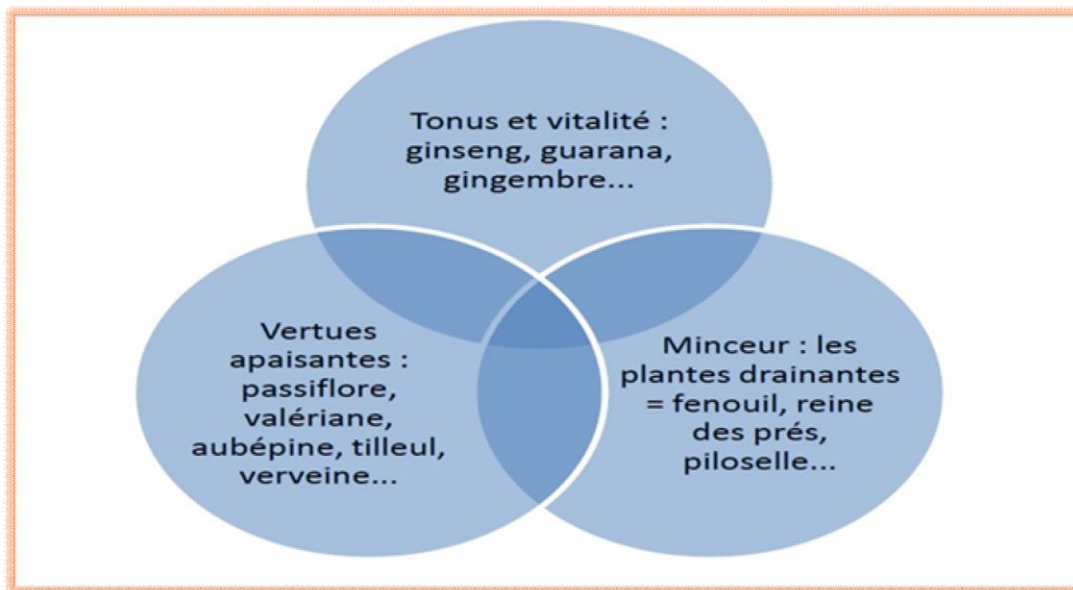 Tonus et vitalité :
ginseng, guarana,
gingembre...
Vertues
apaisantes :
passiflore,
valériane,
aubépine, tilleul,
verveine...
Minceur : les
plantes drainantes
= fenouil, reine
des prés,
piloselle...